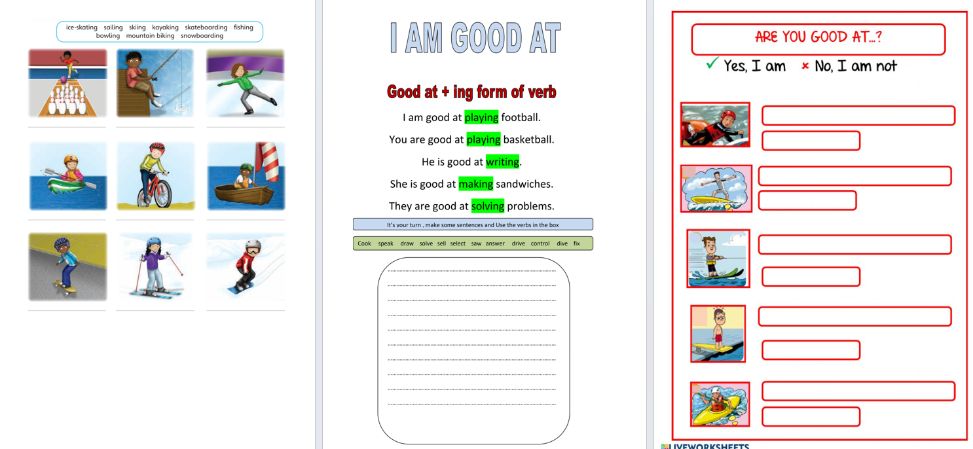 ice-skating sailing skiing kayaking skateboarding fishing
bowling mountain biking snowboarding
I AM GOOD AT
Good at + ing form of verb
I am good at playing football.
You are good at playing basketball.
He is good at writing.
She is good at making sandwiches.
They are good at solving problems.
It's your turn , make some sentences and Use the verbs in the box
Cook speak draw solve sell select saw answer drive control dive fix
ARE YOU GOOD AT...?
✓ Yes, I am × No, I am not
LIVEWORKSHEETS